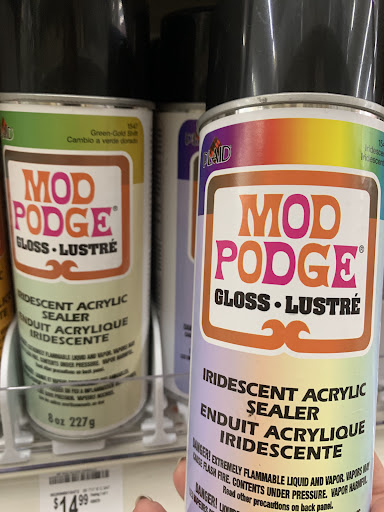 1547
Green-Gold Shift
Cambio a verde dorado
MOD
PODGE®
GLOSS • LUSTRÉ
IRIDESCENT ACRYLIC
SEALER
ENDUIT ACRYLIQUE
IRIDESCENTE
8 oz 227g
$14.99
PLAID
MOD
PODGE®
GLOSS • LUSTRÉ
IRIDESCENT ACRYLIC
SEALER
ENDUIT ACRYLIQUE
IRIDESCENTE
DANGER! EXTREMELY FLAMMABLE LIQUID AND VAPOR. VAPORS MAY
CAUSE FLASH FIRE. CONTENTS UNDER PRESSURE. VAPOR HARMFUL.
Read other precautions on back panel.